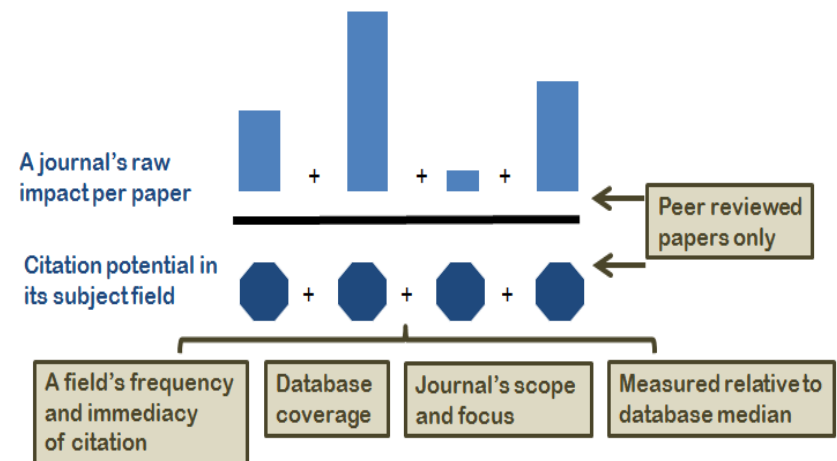 A journal's raw
impact per paper
+ + +
Peer reviewed
papers only
Citation potential in
its subject field
+ + +
A field's frequency
and immediacy
of citation
Database
coverage
Journal's scope
and focus
Measured relative to
database median